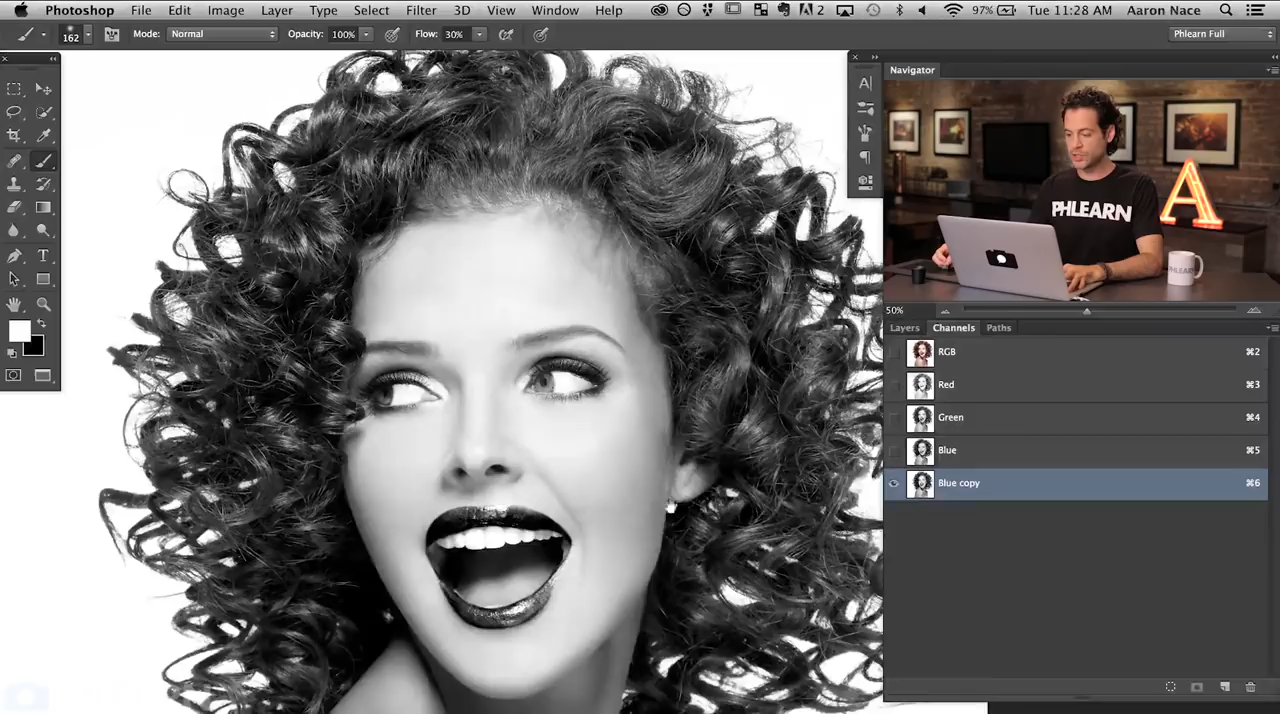 Photoshop File Edit Image Layer Type Select Filter 3D View Window Help 2 97% Tue 11:28 AM Aaron Nace
162 Mode: Normal Opacity: 100% Flow: 30% Phlearn Full
Navigator
A
PHLEARN
PHLEARN
50%
Layers Channels Paths
RGB ⌘2
Red ⌘3
Green ⌘4
Blue ⌘5
Blue copy ⌘6